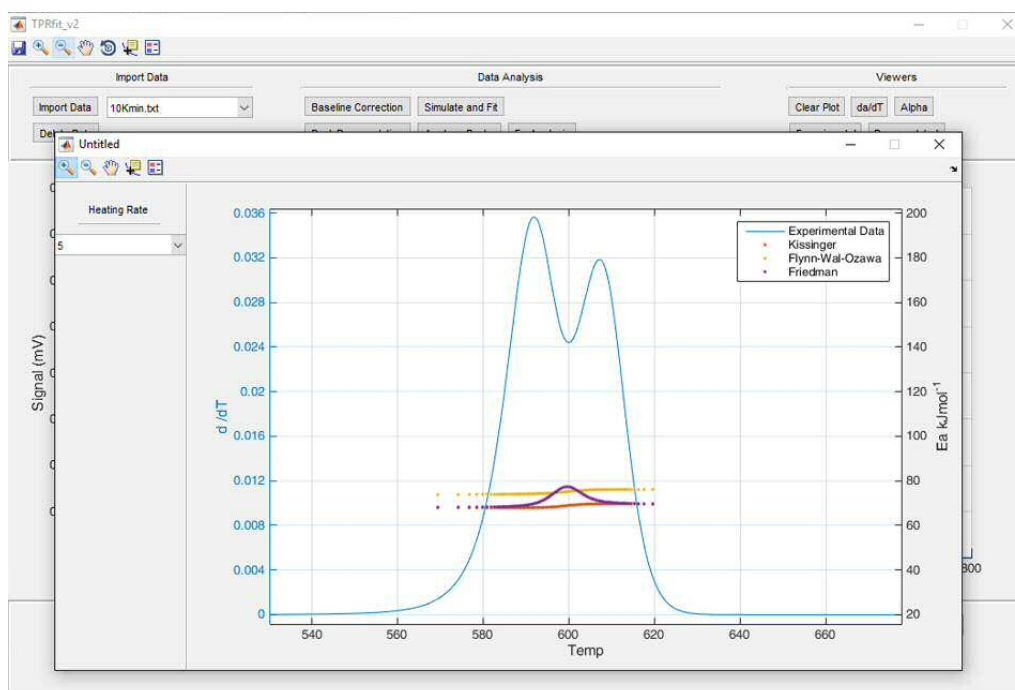 TPRfit_v2
Import Data
Data Analysis
Viewers
Import Data
10Kmin.txt
Baseline Correction
Simulate and Fit
Clear Plot
da/dT
Alpha
Untitled
Heating Rate
5
Signal (mV)
0.036
0.032
0.028
0.024
0.02
0.016
0.012
0.008
0.004
0
d /dT
200
180
160
140
120
100
80
60
40
20
Ea kJmol-1
Experimental Data
Kissinger
Flynn-Wal-Ozawa
Friedman
540
560
580
600
620
640
660
Temp
800